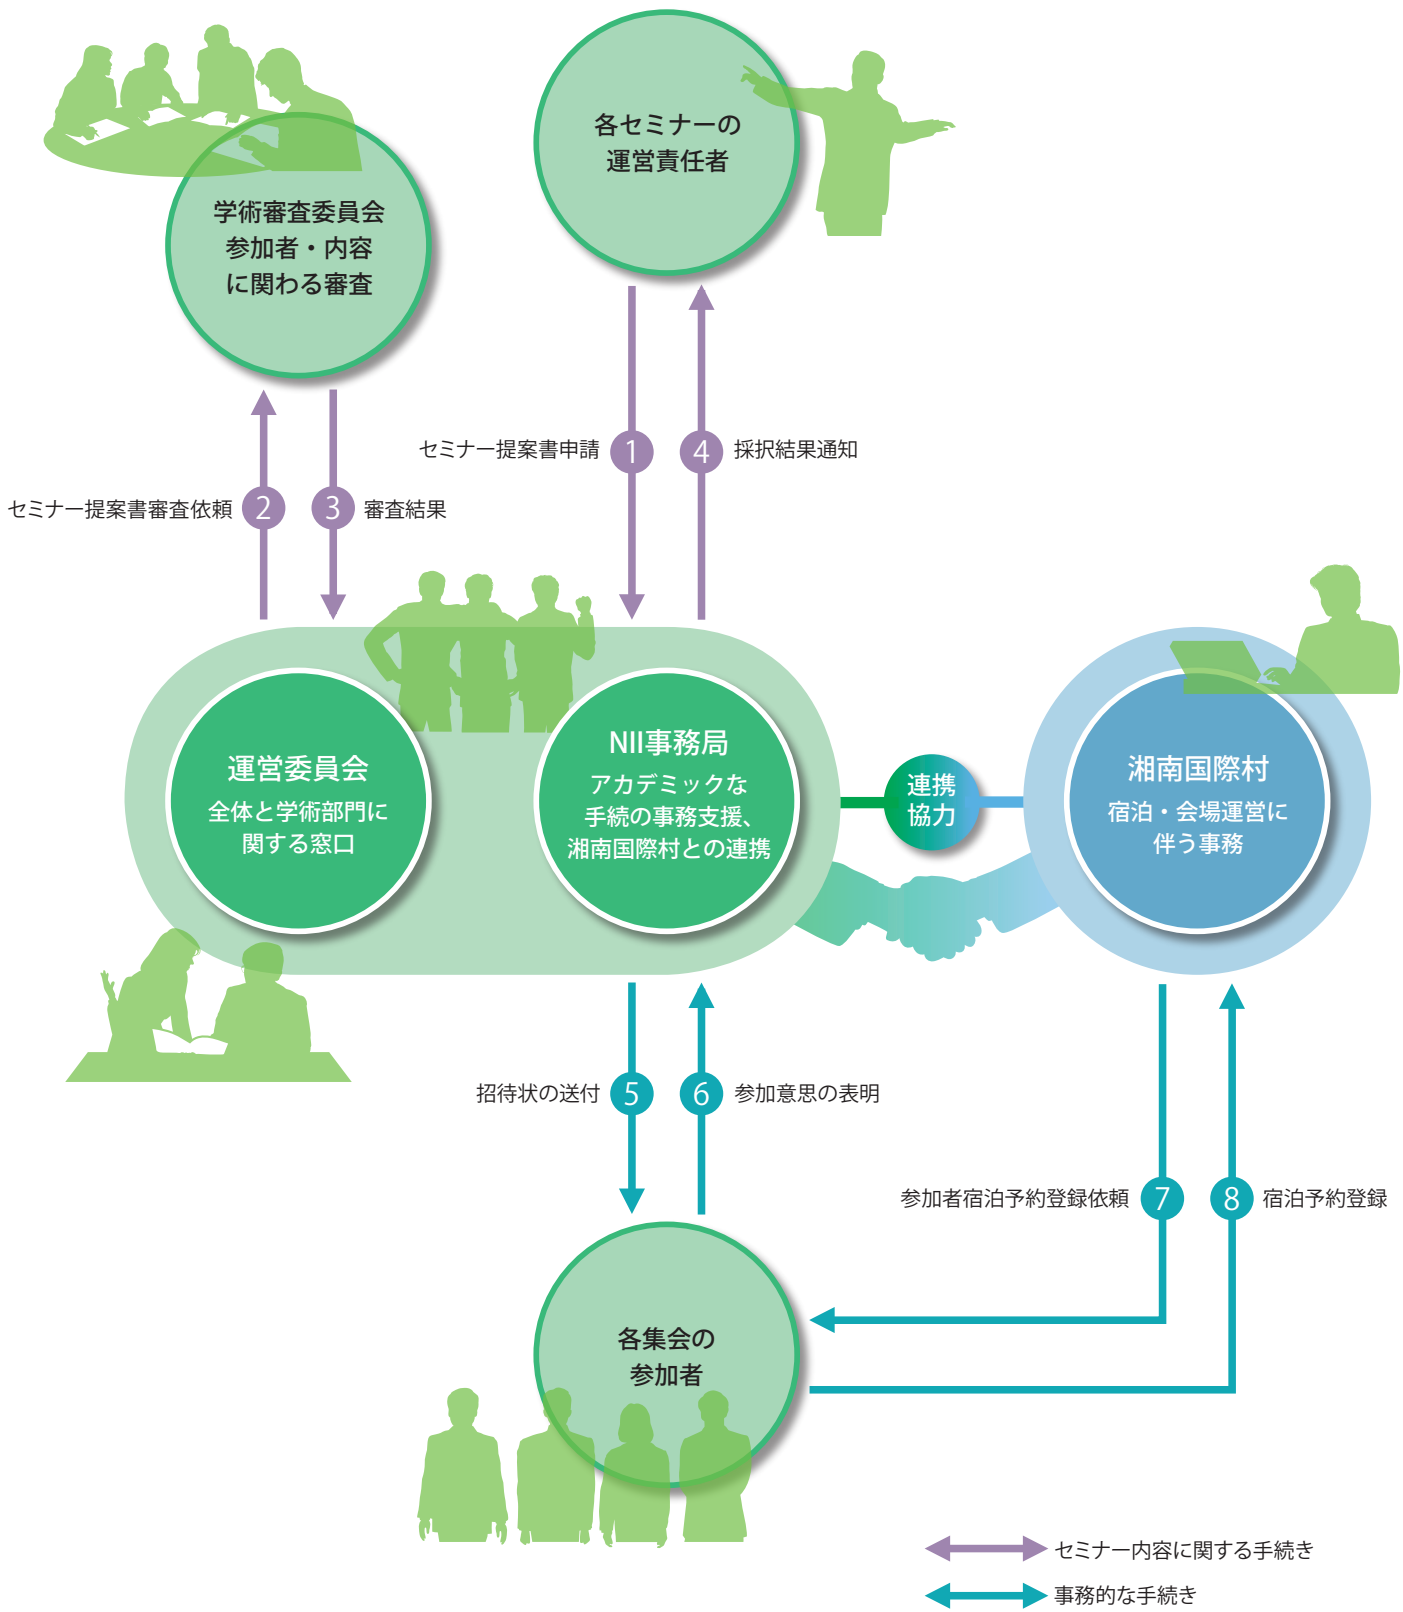 各セミナーの
運営責任者
学術審査委員会
参加者・内容
に関わる審査
セミナー提案書申請 1
4 採択結果通知
セミナー提案書審査依頼 2
3 審査結果
運営委員会
全体と学術部門に
関する窓口
NII事務局
アカデミックな
手続の事務支援、
湘南国際村との連携
連携
協力
湘南国際村
宿泊・会場運営に
伴う事務
招待状の送付 5
6 参加意思の表明
参加者宿泊予約登録依頼 7
8 宿泊予約登録
各集会の
参加者
セミナー内容に関する手続き
事務的な手続き